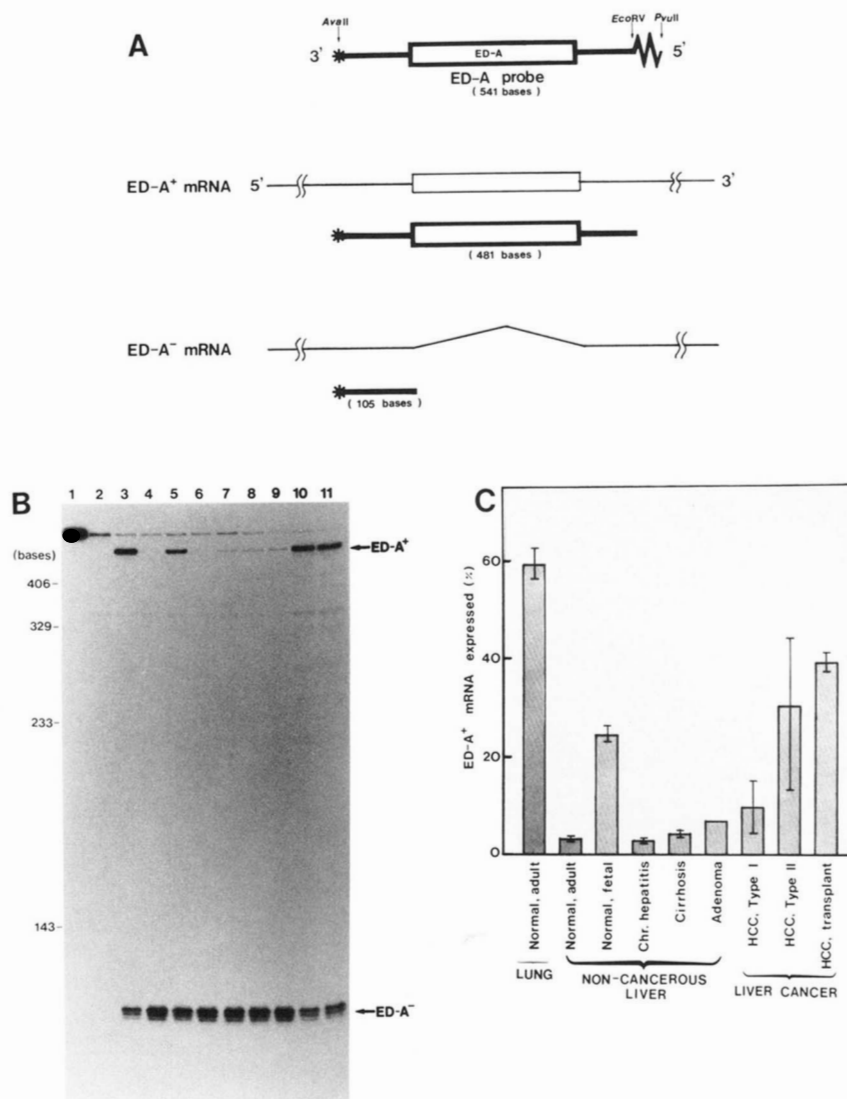 A
AvaII
EcoRV
PvuII
3'
ED-A
5'
ED-A probe
( 541 bases )
ED-A⁺ mRNA
5'
3'
( 481 bases )
ED-A⁻ mRNA
( 105 bases )
B
1 2 3 4 5 6 7 8 9 10 11
(bases)
406
329
233
143
ED-A⁺
ED-A⁻
C
ED-A⁺ mRNA expressed (%)
60
40
20
0
Normal, adult
Normal, adult
Normal, fetal
Chr. hepatitis
Cirrhosis
Adenoma
HCC, Type I
HCC, Type II
HCC, transplant
LUNG
NON-CANCEROUS
LIVER
LIVER CANCER